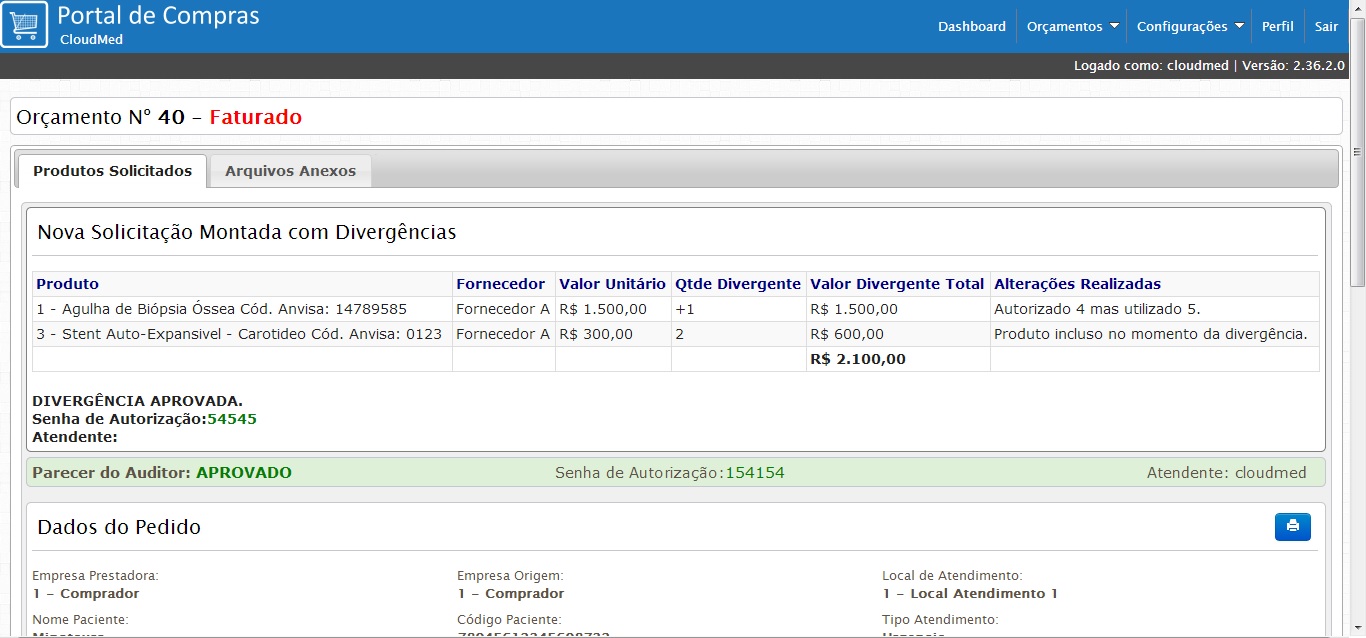 Portal de Compras
CloudMed
Dashboard Orçamentos Configurações Perfil Sair
Logado como: cloudmed | Versão: 2.36.2.0
Orçamento N° 40 - Faturado
Produtos Solicitados Arquivos Anexos
Nova Solicitação Montada com Divergências
Produto Fornecedor Valor Unitário Qtde Divergente Valor Divergente Total Alterações Realizadas
1 - Agulha de Biópsia Óssea Cód. Anvisa: 14789585 Fornecedor A R$ 1.500,00 +1 R$ 1.500,00 Autorizado 4 mas utilizado 5.
3 - Stent Auto-Expansivel - Carotideo Cód. Anvisa: 0123 Fornecedor A R$ 300,00 2 R$ 600,00 Produto incluso no momento da divergência.
R$ 2.100,00
DIVERGÊNCIA APROVADA.
Senha de Autorização:54545
Atendente:
Parecer do Auditor: APROVADO Senha de Autorização:154154 Atendente: cloudmed
Dados do Pedido
Empresa Prestadora: Empresa Origem: Local de Atendimento:
1 - Comprador 1 - Comprador 1 - Local Atendimento 1
Nome Paciente: Código Paciente: Tipo Atendimento: